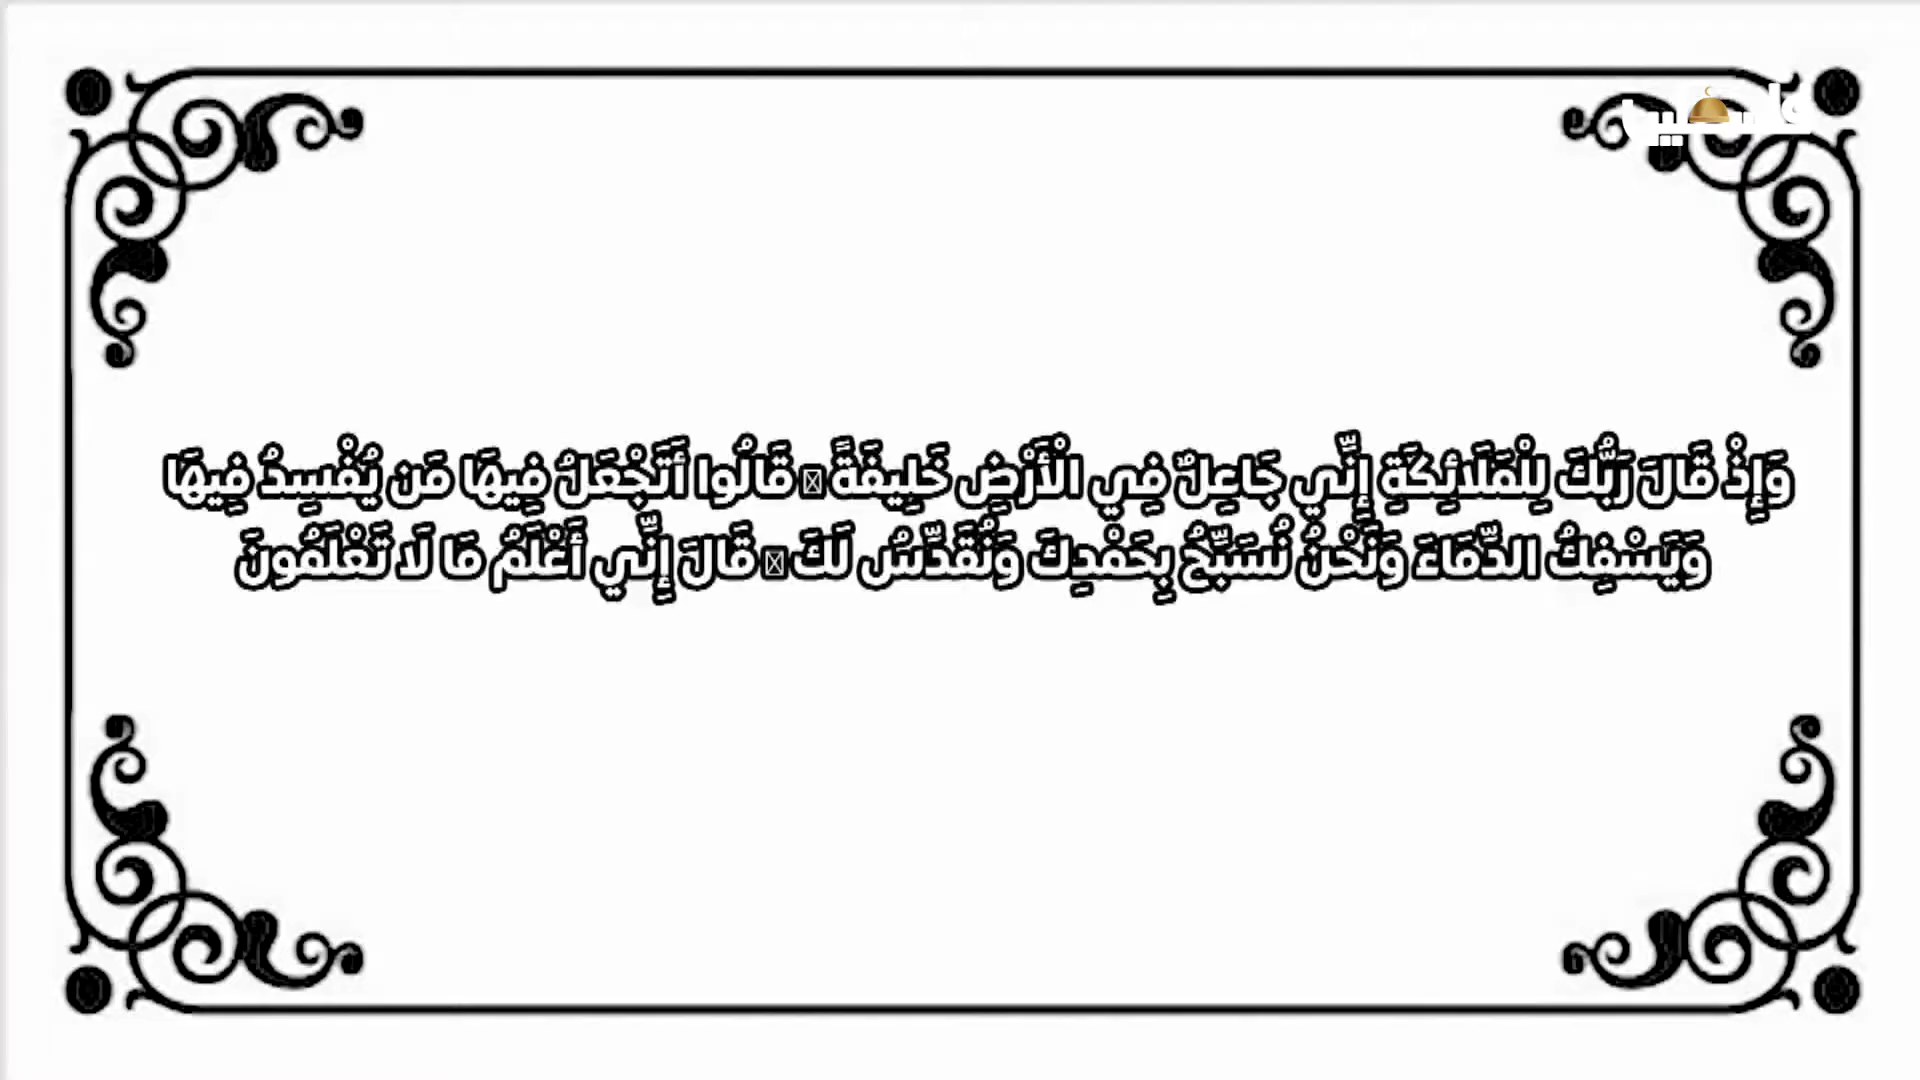 وَإِذْ قَالَ رَبُّكَ لِلْمَلَائِكَةِ إِنِّي جَاعِلٌ فِي الْأَرْضِ خَلِيفَةً قَالُوا أَتَجْعَلُ فِيهَا مَن يُفْسِدُ فِيهَا
وَيَسْفِكُ الدِّمَاءَ وَنَحْنُ نُسَبِّحُ بِحَمْدِكَ وَنُقَدِّسُ لَكَ قَالَ إِنِّي أَعْلَمُ مَا لَا تَعْلَمُونَ